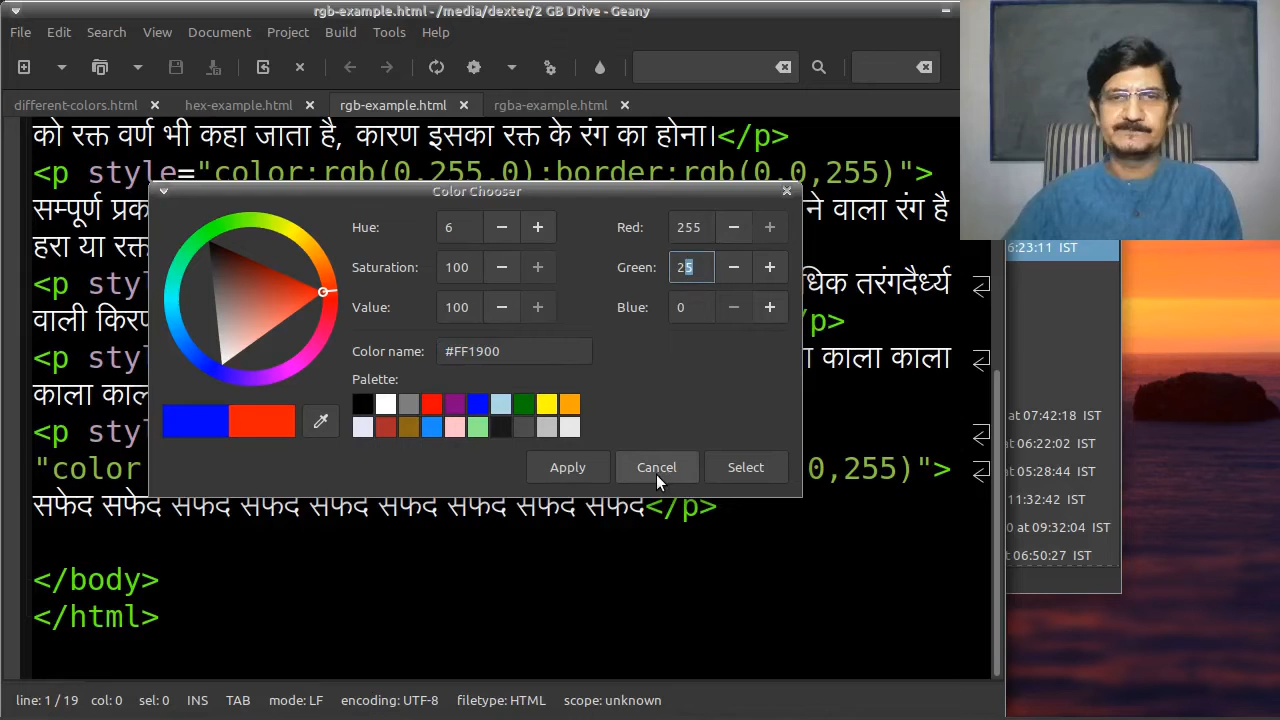 rgb-example.html - /media/dexter/2 GB Drive - Geany
File Edit Search View Document Project Build Tools Help
different-colors.html hex-example.html rgb-example.html rgba-example.html
को रक्त वर्ण भी कहा जाता है, कारण इसका रक्त के रंग का होना।</p>
<p style="color:rgb(0,255,0);border:rgb(0,0,255)">
Color Chooser
सम्पूर्ण ने वाला रंग है
हरा या
Hue: 6 Red: 255
Saturation: 100 Green: 25
Value: 100 Blue: 0
<p धिक तरंगदैर्ध्य
वाली /p>
Color name: #FF1900
<p काला काला
Palette:
काला
<p
Apply Cancel Select
"color 0,255)">
सफेद सफेद सफेद सफेद सफेद सफेद सफेद सफेद सफेद</p>
</body>
</html>
line: 1 / 19 col: 0 sel: 0 INS TAB mode: LF encoding: UTF-8 filetype: HTML scope: unknown
6:23:11 IST
at 07:42:18 IST
at 06:22:02 IST
at 05:28:44 IST
11:32:42 IST
at 09:32:04 IST
at 06:50:27 IST